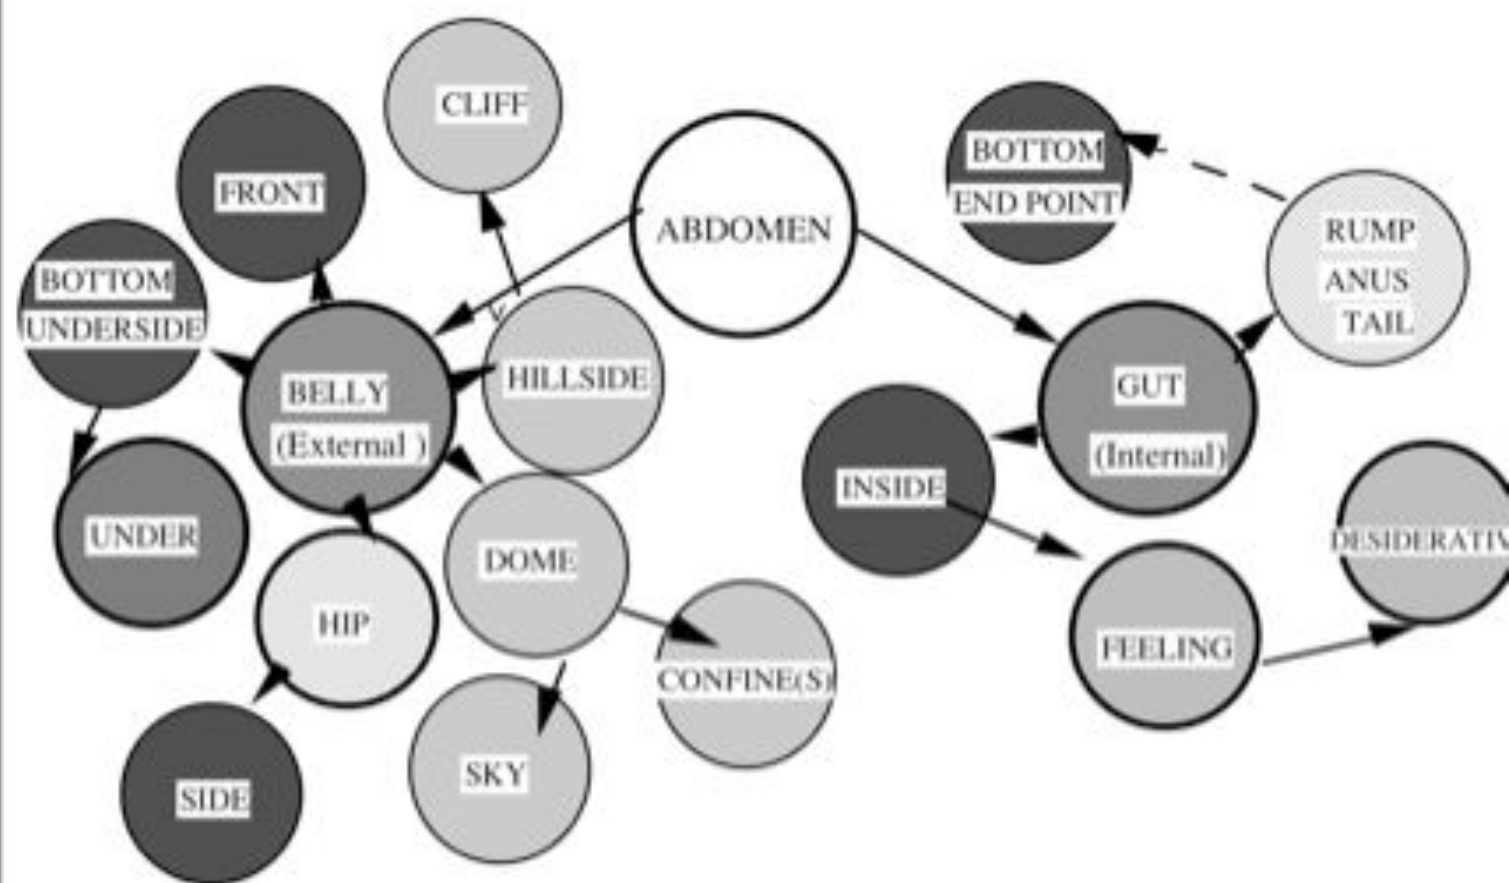 CLIFF
FRONT
ABDOMEN
BOTTOM
END POINT
RUMP
ANUS
TAIL
BOTTOM
UNDERSIDE
BELLY
(External )
HILLSIDE
GUT
(Internal)
INSIDE
UNDER
DOME
DESIDERATIV
HIP
FEELING
CONFINE(S)
SKY
SIDE